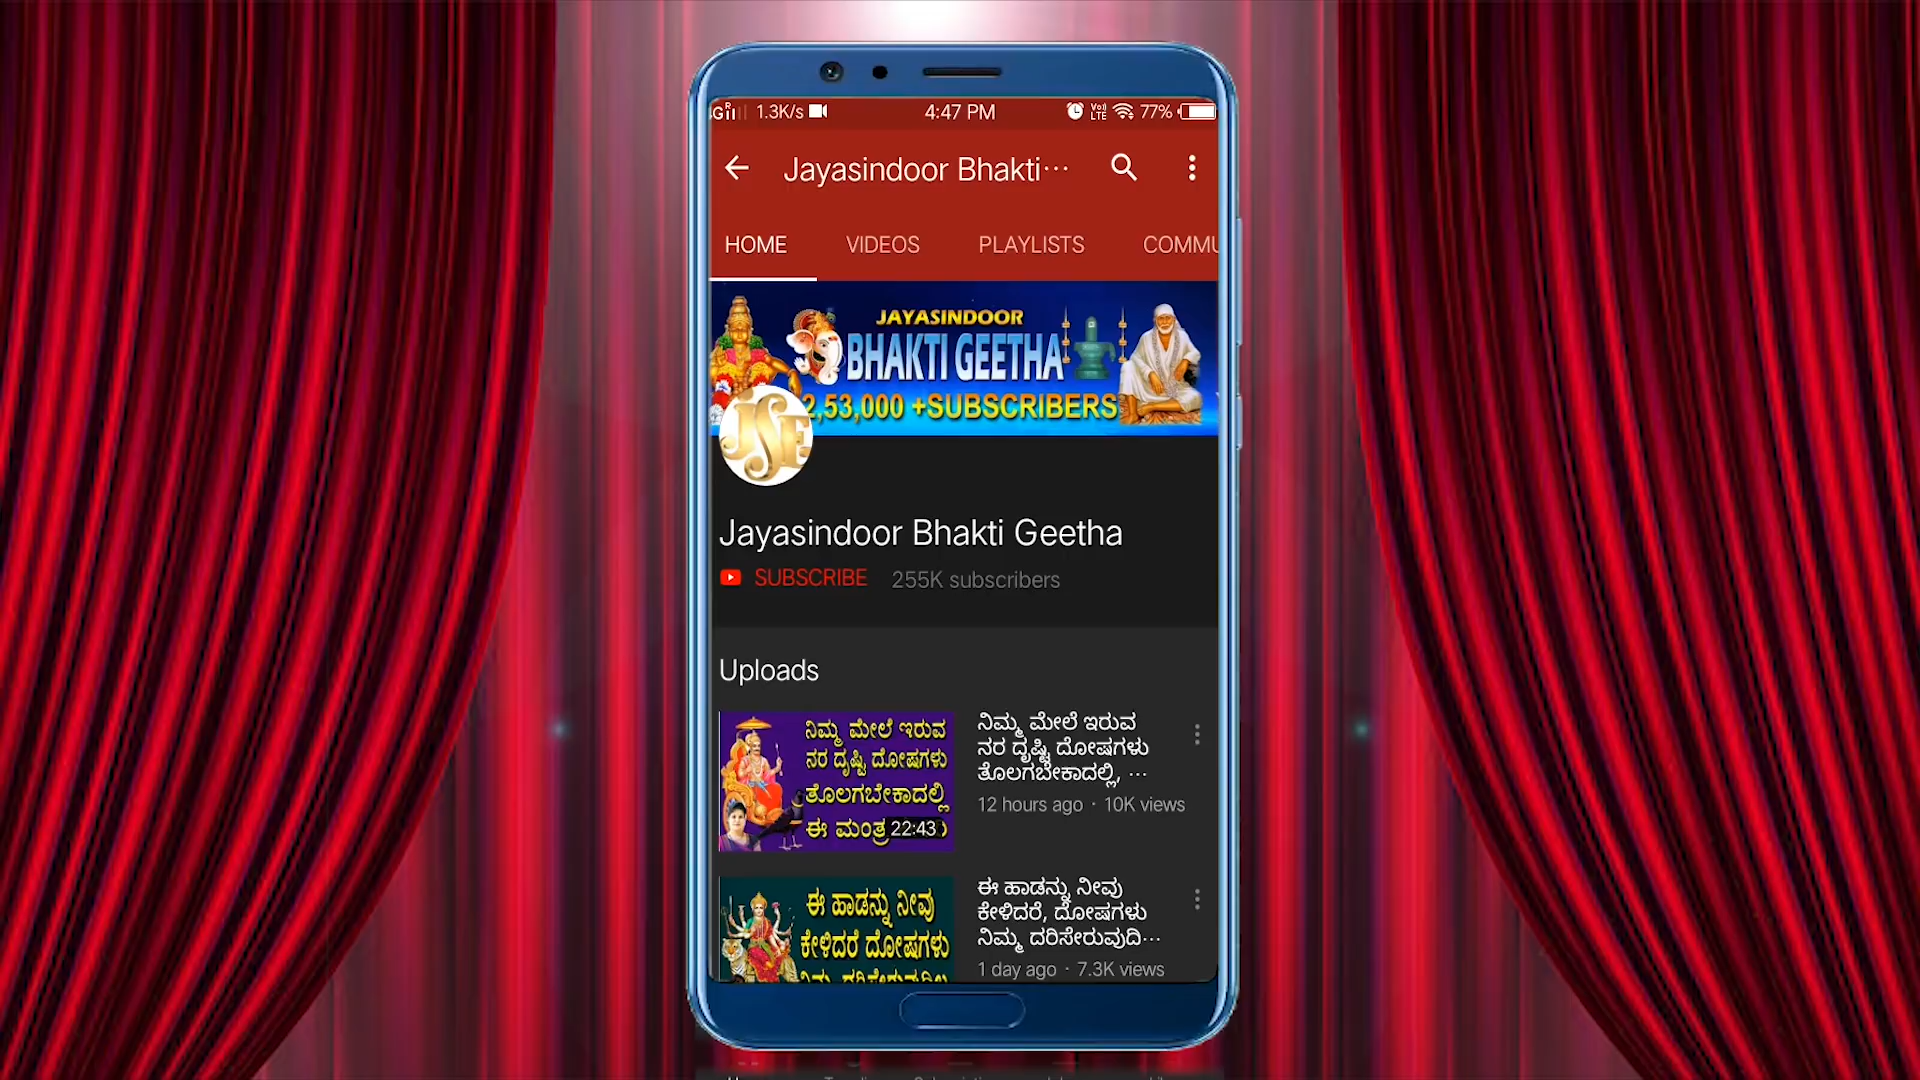 1.3K/s 4:47 PM 77%
Jayasindoor Bhakti···
HOME VIDEOS PLAYLISTS COMMU
JAYASINDOOR
BHAKTI GEETHA
2,53,000 +SUBSCRIBERS
JSE
Jayasindoor Bhakti Geetha
SUBSCRIBE 255K subscribers
Uploads
ನಿಮ್ಮ ಮೇಲೆ ಇರುವ
ನರ ದೃಷ್ಟಿ ದೋಷಗಳು
ತೊಲಗಬೇಕಾದಲ್ಲಿ
ಈ ಮಂತ್ರ
22:43
ನಿಮ್ಮ ಮೇಲೆ ಇರುವ
ನರ ದೃಷ್ಟಿ ದೋಷಗಳು
ತೊಲಗಬೇಕಾದಲ್ಲಿ, ···
12 hours ago · 10K views
ಈ ಹಾಡನ್ನು ನೀವು
ಕೇಳಿದರೆ ದೋಷಗಳು
ಈ ಹಾಡನ್ನು ನೀವು
ಕೇಳಿದರೆ, ದೋಷಗಳು
ನಿಮ್ಮ ದರಿಸೇರುವುದಿ···
1 day ago · 7.3K views